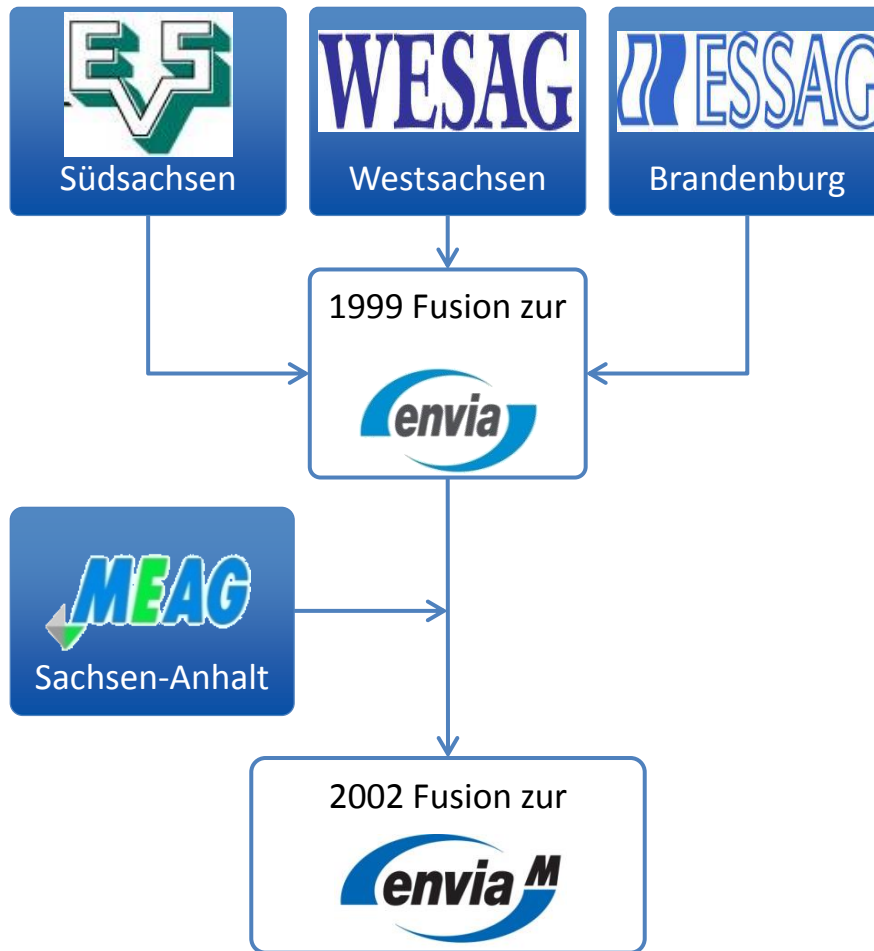 EVS
WESAG
ESSAG
Südsachsen
Westsachsen
Brandenburg
1999 Fusion zur
envia
MEAG
Sachsen-Anhalt
2002 Fusion zur
envia M